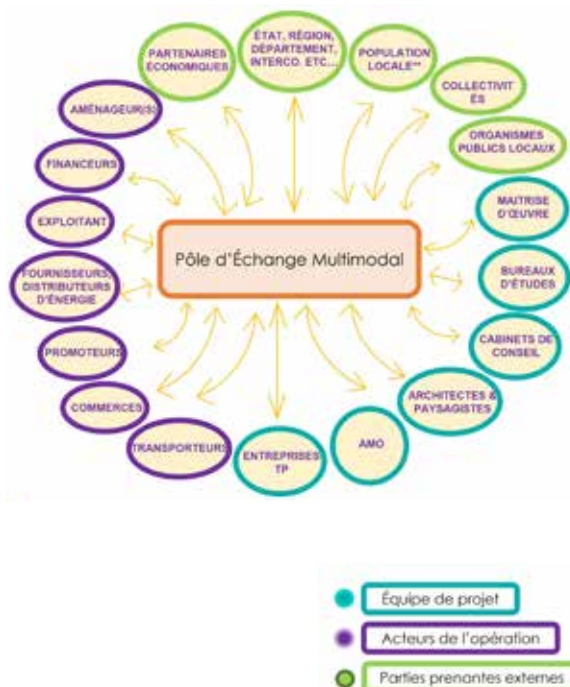 PARTENAIRES
ÉCONOMIQUES
ÉTAT, RÉGION,
DÉPARTEMENT,
INTERCO. ETC...
POPULATION
LOCALE**
COLLECTIVIT
ÉS
ORGANISMES
PUBLICS LOCAUX
MAITRISE
D'ŒUVRE
BUREAUX
D'ÉTUDES
CABINETS DE
CONSEIL
ARCHITECTES &
PAYSAGISTES
AMO
ENTREPRISES
TP
TRANSPORTEURS
COMMERCES
PROMOTEURS
FOURNISSEURS,
DISTRIBUTEURS
D'ÉNERGIE
EXPLOITANT
FINANCEURS
AMÉNAGEUR(S)
Pôle d'Échange Multimodal
Équipe de projet
Acteurs de l'opération
Parties prenantes externes